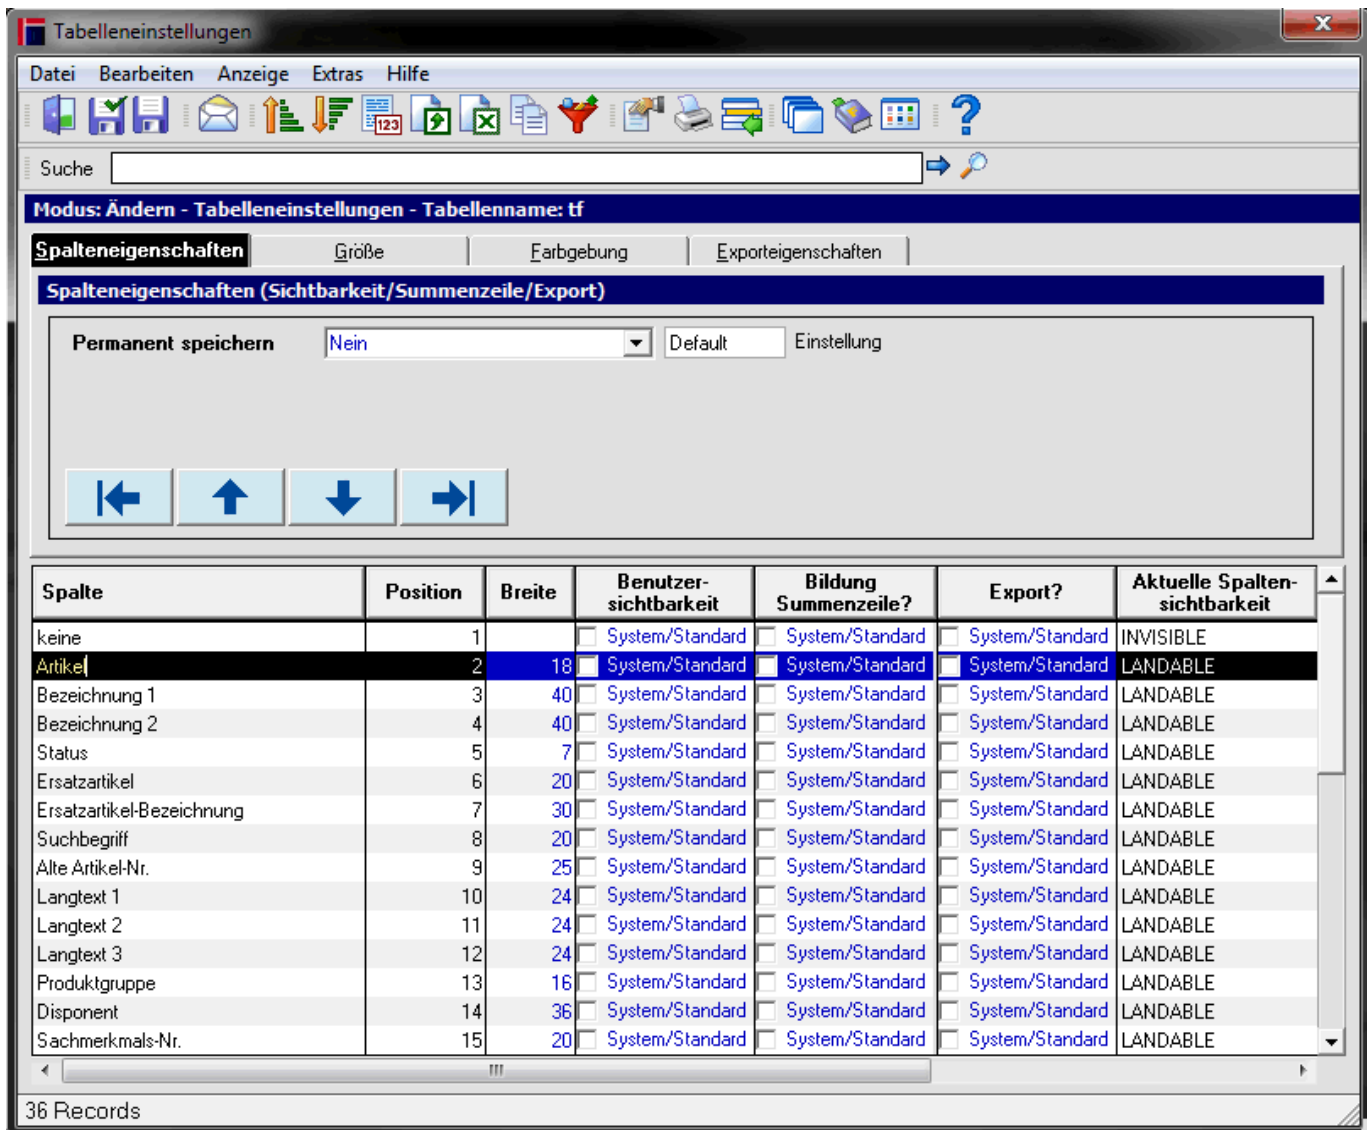 Tabelleneinstellungen
Datei Bearbeiten Anzeige Extras Hilfe
123
Suche
Modus: Ändern - Tabelleneinstellungen - Tabellenname: tf
Spalteneigenschaften Größe Farbgebung Exporteigenschaften
Spalteneigenschaften (Sichtbarkeit/Summenzeile/Export)
Permanent speichern Nein Default Einstellung
Spalte Position Breite Benutzer-sichtbarkeit Bildung Summenzeile? Export? Aktuelle Spalten-sichtbarkeit
keine 1 System/Standard System/Standard System/Standard INVISIBLE
Artikel 2 18 System/Standard System/Standard System/Standard LANDABLE
Bezeichnung 1 3 40 System/Standard System/Standard System/Standard LANDABLE
Bezeichnung 2 4 40 System/Standard System/Standard System/Standard LANDABLE
Status 5 7 System/Standard System/Standard System/Standard LANDABLE
Ersatzartikel 6 20 System/Standard System/Standard System/Standard LANDABLE
Ersatzartikel-Bezeichnung 7 30 System/Standard System/Standard System/Standard LANDABLE
Suchbegriff 8 20 System/Standard System/Standard System/Standard LANDABLE
Alte Artikel-Nr. 9 25 System/Standard System/Standard System/Standard LANDABLE
Langtext 1 10 24 System/Standard System/Standard System/Standard LANDABLE
Langtext 2 11 24 System/Standard System/Standard System/Standard LANDABLE
Langtext 3 12 24 System/Standard System/Standard System/Standard LANDABLE
Produktgruppe 13 16 System/Standard System/Standard System/Standard LANDABLE
Disponent 14 36 System/Standard System/Standard System/Standard LANDABLE
Sachmerkmals-Nr. 15 20 System/Standard System/Standard System/Standard LANDABLE
36 Records